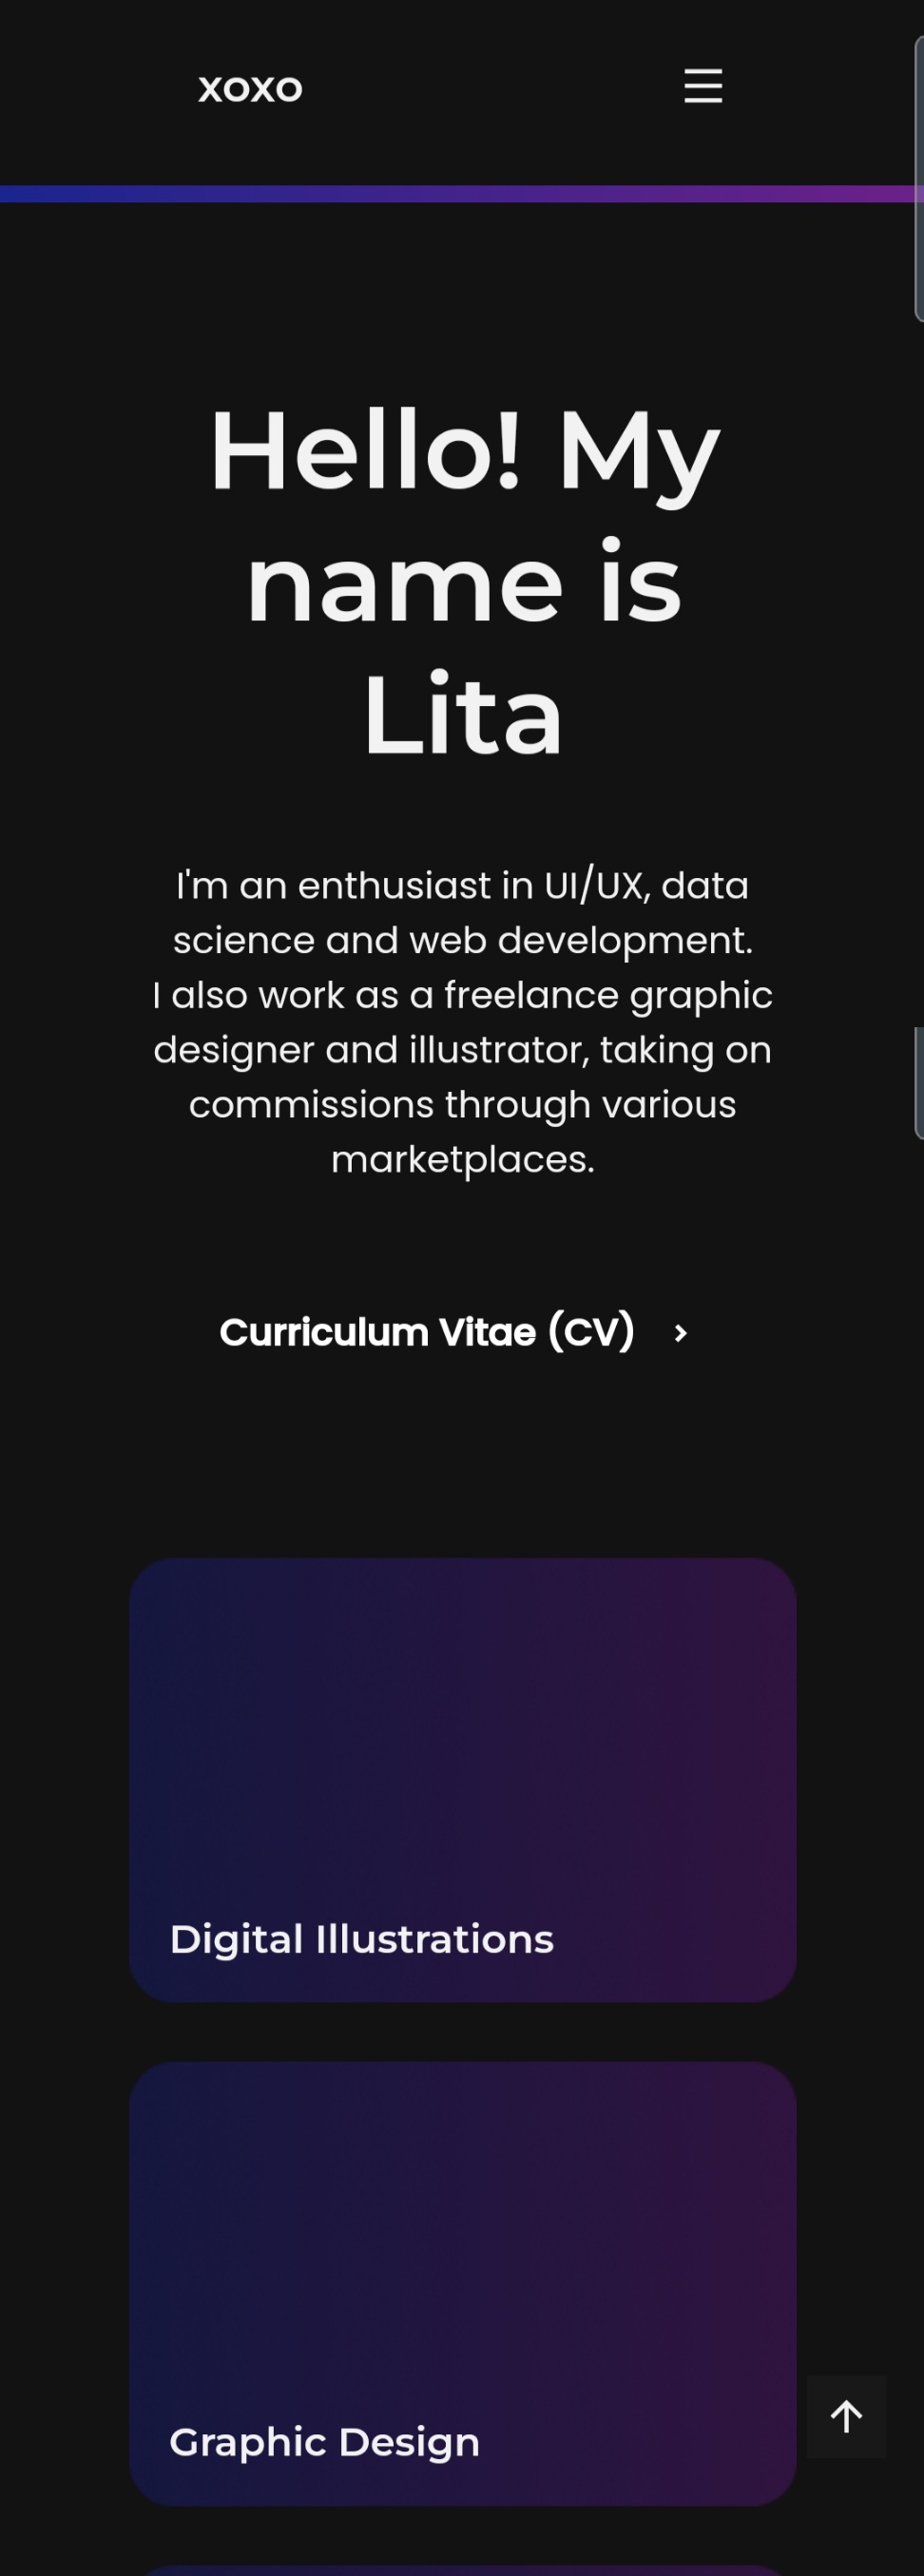 xoxo
Hello! My
name is
Lita
I'm an enthusiast in UI/UX, data
science and web development.
I also work as a freelance graphic
designer and illustrator, taking on
commissions through various
marketplaces.
Curriculum Vitae (CV)
Digital Illustrations
Graphic Design